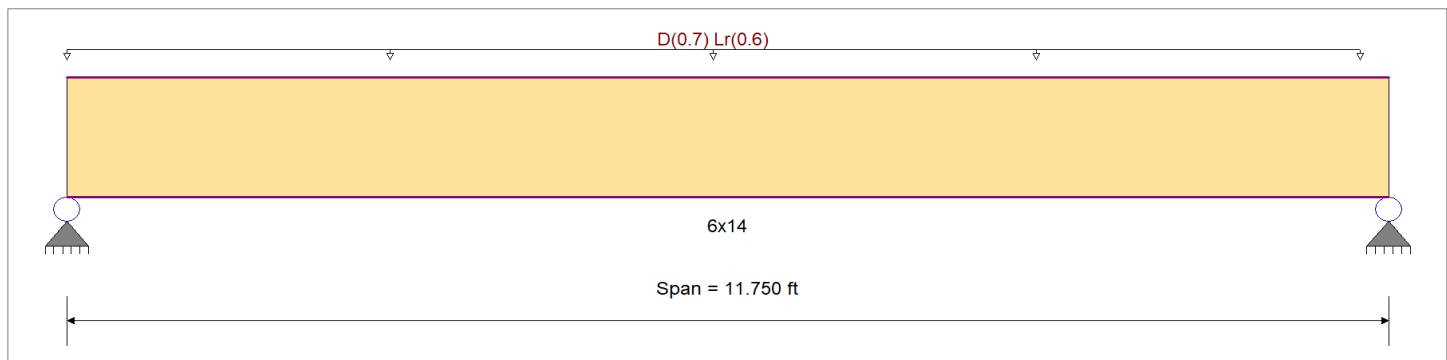 D(0.7) Lr(0.6)
6x14
Span = 11.750 ft